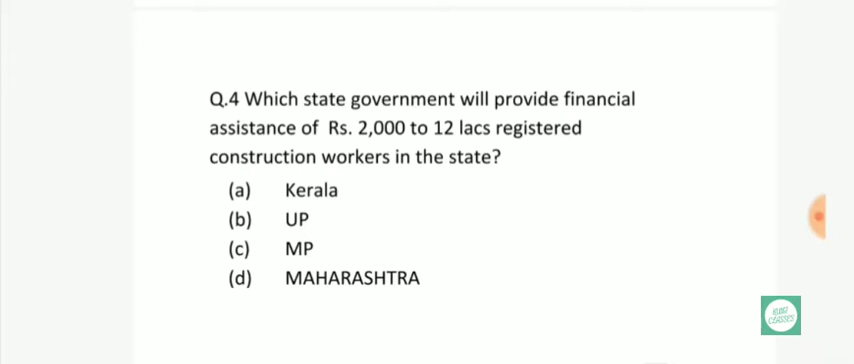 Q.4 Which state government will provide financial
assistance of Rs. 2,000 to 12 lacs registered
construction workers in the state?
(a) Kerala
(b) UP
(c) MP
(d) MAHARASHTRA
CLASSES